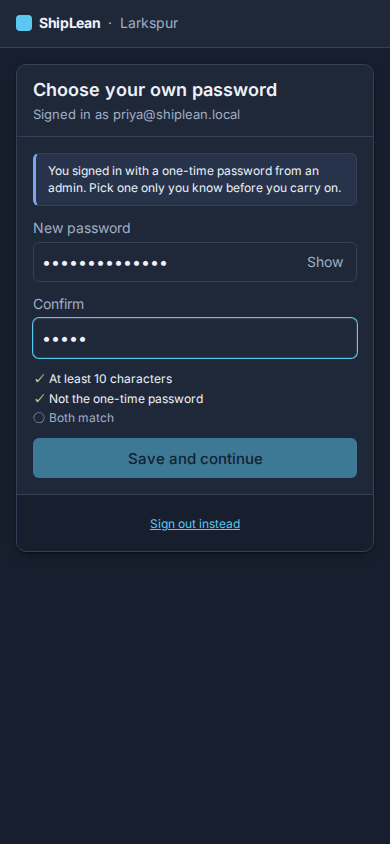 ShipLean · Larkspur
Choose your own password
Signed in as priya@shiplean.local
You signed in with a one-time password from an
admin. Pick one only you know before you carry on.
New password
●●●●●●●●●●●●●● Show
Confirm
●●●●●
✓ At least 10 characters
✓ Not the one-time password
○ Both match
Save and continue
Sign out instead